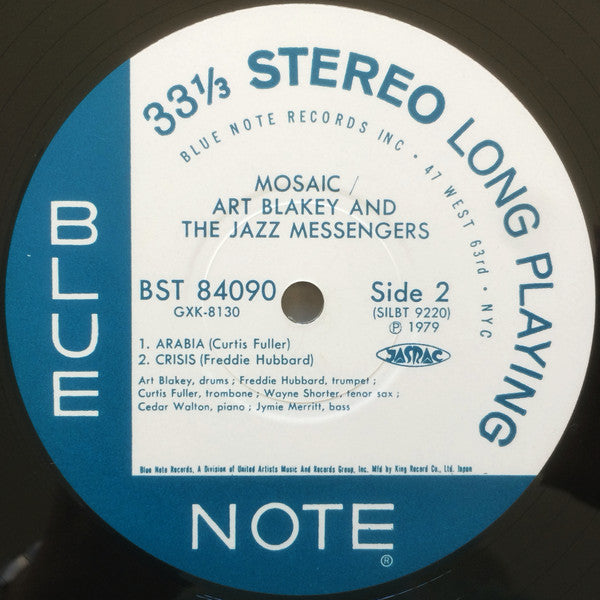 33⅓ STEREO LONG PLAYING
BLUE NOTE RECORDS INC • 47 WEST 63rd • NYC
MOSAIC /
ART BLAKEY AND
THE JAZZ MESSENGERS
BLUE
BST 84090
GXK-8130
Side 2
(SILBT 9220)
Ⓟ 1979
JASRAC
1. ARABIA (Curtis Fuller)
2. CRISIS (Freddie Hubbard)
Art Blakey, drums ; Freddie Hubbard, trumpet ;
Curtis Fuller, trombone ; Wayne Shorter, tenor sax ;
Cedar Walton, piano ; Jymie Merritt, bass
Blue Note Records, A Division of United Artists Music And Records Group, Inc. Mfd by King Record Co., Ltd. Japan
NOTE®